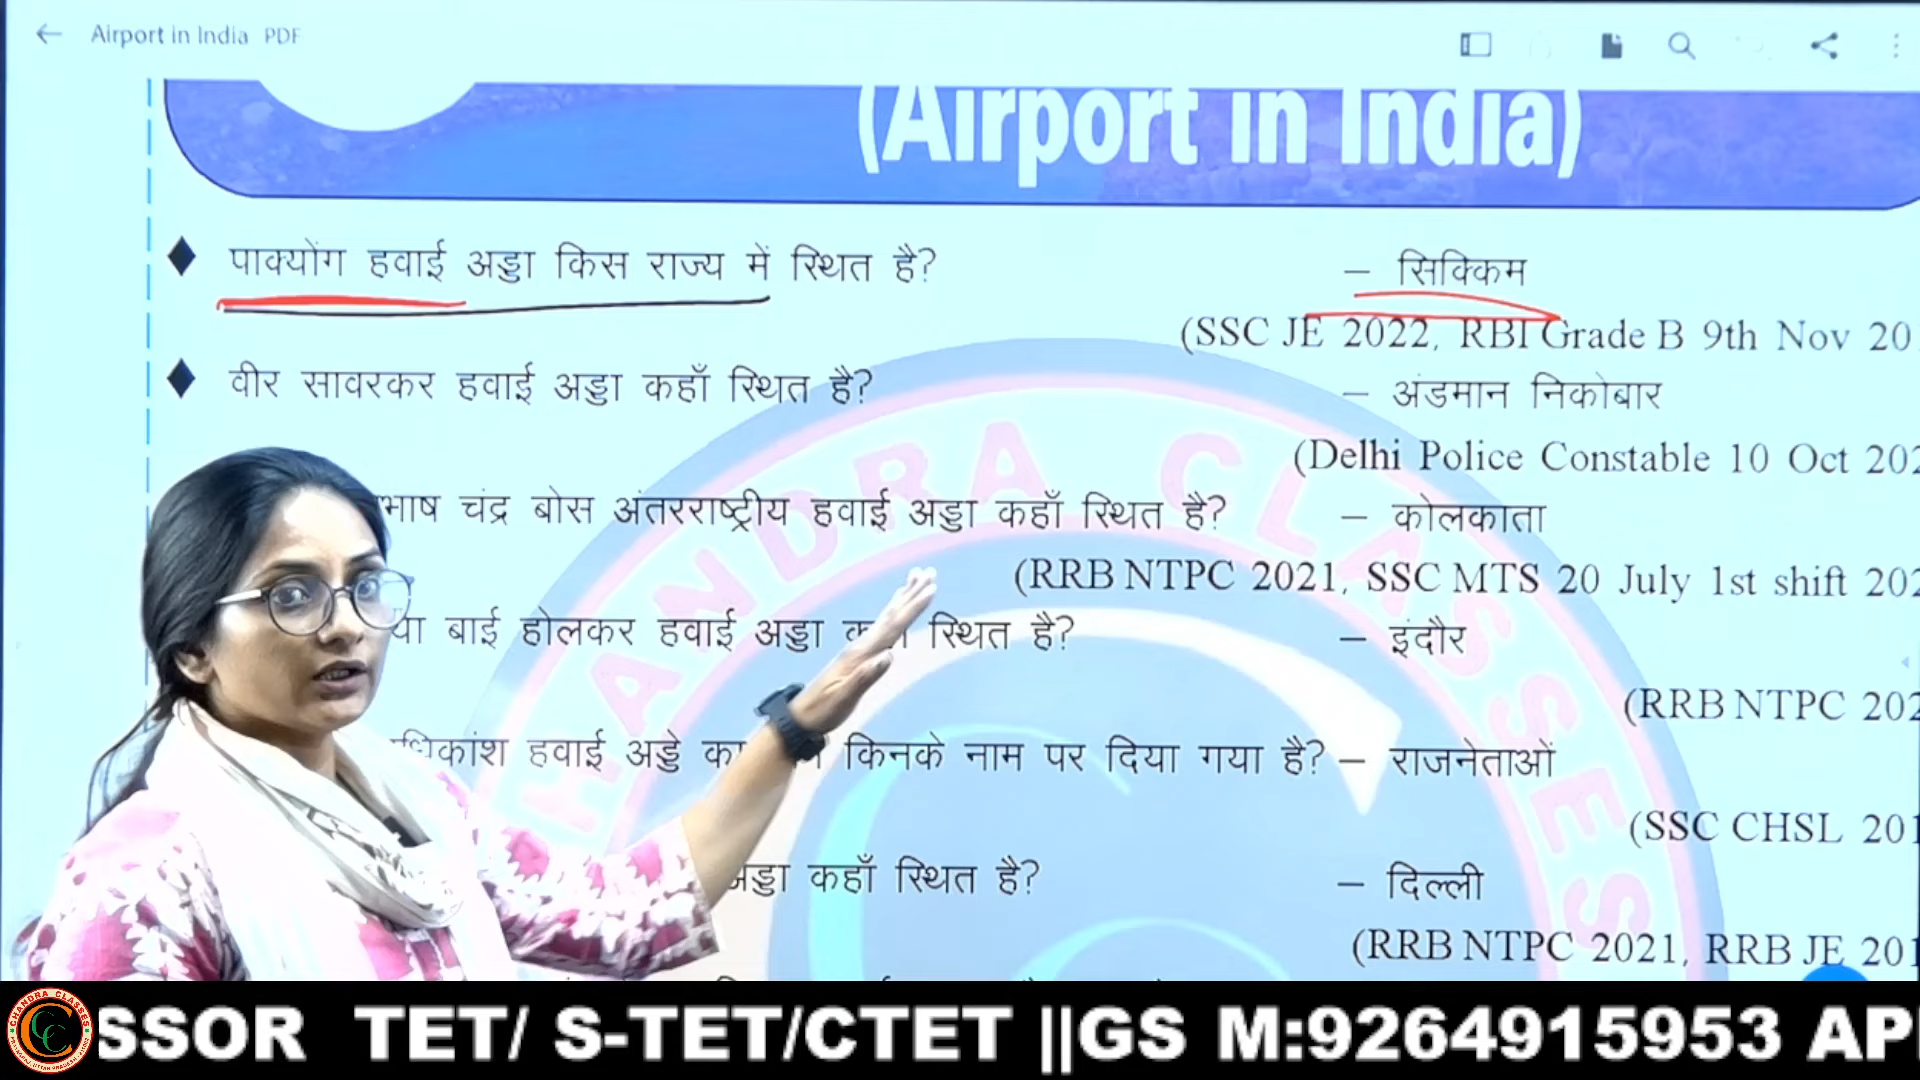 Airport in India PDF
(Airport in India)
पाक्योंग हवाई अड्डा किस राज्य में स्थित है? – सिक्किम
(SSC JE 2022, RBI Grade B 9th Nov 20
वीर सावरकर हवाई अड्डा कहाँ स्थित है? – अंडमान निकोबार
(Delhi Police Constable 10 Oct 202
भाष चंद्र बोस अंतरराष्ट्रीय हवाई अड्डा कहाँ स्थित है? – कोलकाता
(RRB NTPC 2021, SSC MTS 20 July 1st shift 202
या बाई होलकर हवाई अड्डा स्थित है? – इंदौर
(RRB NTPC 202
धिकांश हवाई अड्डे का किनके नाम पर दिया गया है? – राजनेताओं
(SSC CHSL 201
अड्डा कहाँ स्थित है? – दिल्ली
(RRB NTPC 2021, RRB JE 201
HANDRA CLASSES
CHANDRA CLASSES
SSOR TET/ S-TET/CTET ||GS M:9264915953 AP